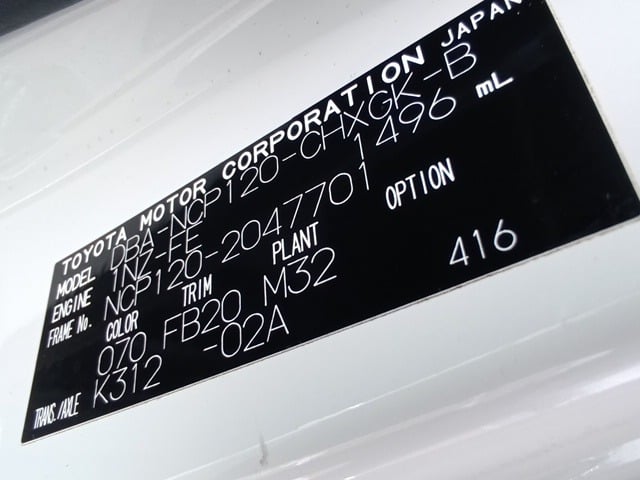 TOYOTA MOTOR CORPORATION JAPAN
MODEL DBA-NCP120-CHXGK-B
ENGINE 1NZ-FE 1496 mL
FRAME No. NCP120-2047701
COLOR TRIM PLANT OPTION
070 FB20 M32 416
TRANS./AXLE K312 -02A